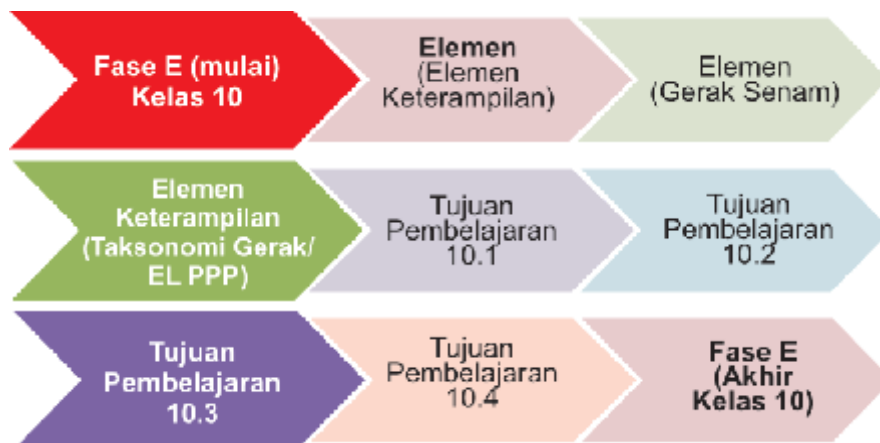 Fase E (mulai)
Kelas 10
Elemen
(Elemen
Keterampilan)
Elemen
(Gerak Senam)
Elemen
Keterampilan
(Taksonomi Gerak/
EL PPP)
Tujuan
Pembelajaran
10.1
Tujuan
Pembelajaran
10.2
Tujuan
Pembelajaran
10.3
Tujuan
Pembelajaran
10.4
Fase E
(Akhir
Kelas 10)